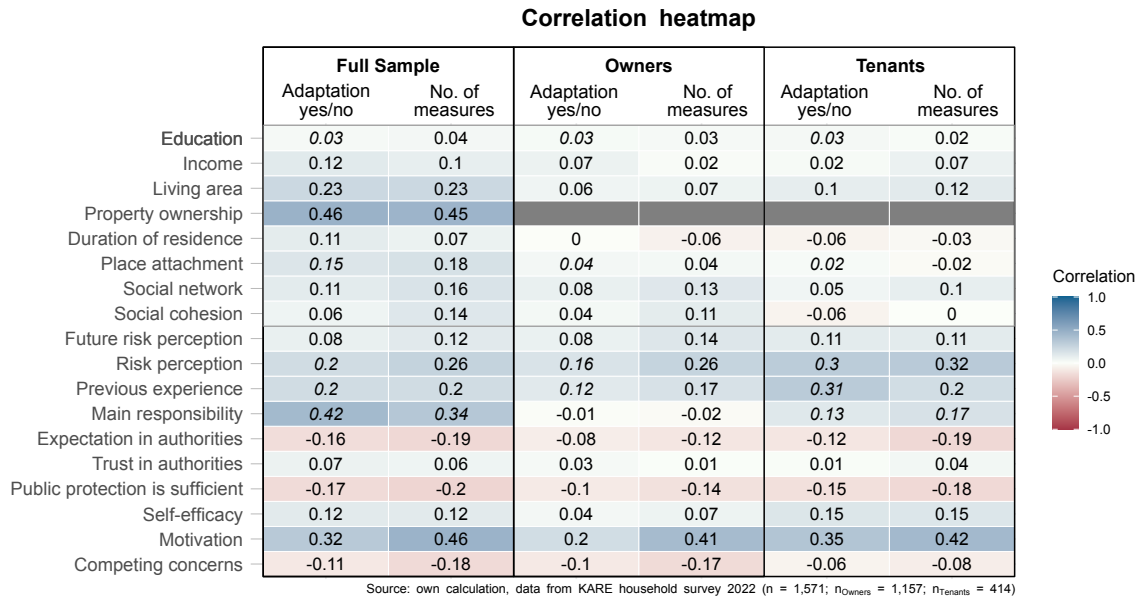 Correlation heatmap
Full Sample Owners Tenants
Adaptation yes/no No. of measures Adaptation yes/no No. of measures Adaptation yes/no No. of measures
Education 0.03 0.04 0.03 0.03 0.03 0.02
Income 0.12 0.1 0.07 0.02 0.02 0.07
Living area 0.23 0.23 0.06 0.07 0.1 0.12
Property ownership 0.46 0.45
Duration of residence 0.11 0.07 0 -0.06 -0.06 -0.03
Place attachment 0.15 0.18 0.04 0.04 0.02 -0.02
Social network 0.11 0.16 0.08 0.13 0.05 0.1
Social cohesion 0.06 0.14 0.04 0.11 -0.06 0
Future risk perception 0.08 0.12 0.08 0.14 0.11 0.11
Risk perception 0.2 0.26 0.16 0.26 0.3 0.32
Previous experience 0.2 0.2 0.12 0.17 0.31 0.2
Main responsibility 0.42 0.34 -0.01 -0.02 0.13 0.17
Expectation in authorities -0.16 -0.19 -0.08 -0.12 -0.12 -0.19
Trust in authorities 0.07 0.06 0.03 0.01 0.01 0.04
Public protection is sufficient -0.17 -0.2 -0.1 -0.14 -0.15 -0.18
Self-efficacy 0.12 0.12 0.04 0.07 0.15 0.15
Motivation 0.32 0.46 0.2 0.41 0.35 0.42
Competing concerns -0.11 -0.18 -0.1 -0.17 -0.06 -0.08
Correlation
1.0
0.5
0.0
-0.5
-1.0
Source: own calculation, data from KARE household survey 2022 (n = 1,571; nOwners = 1,157; nTenants = 414)